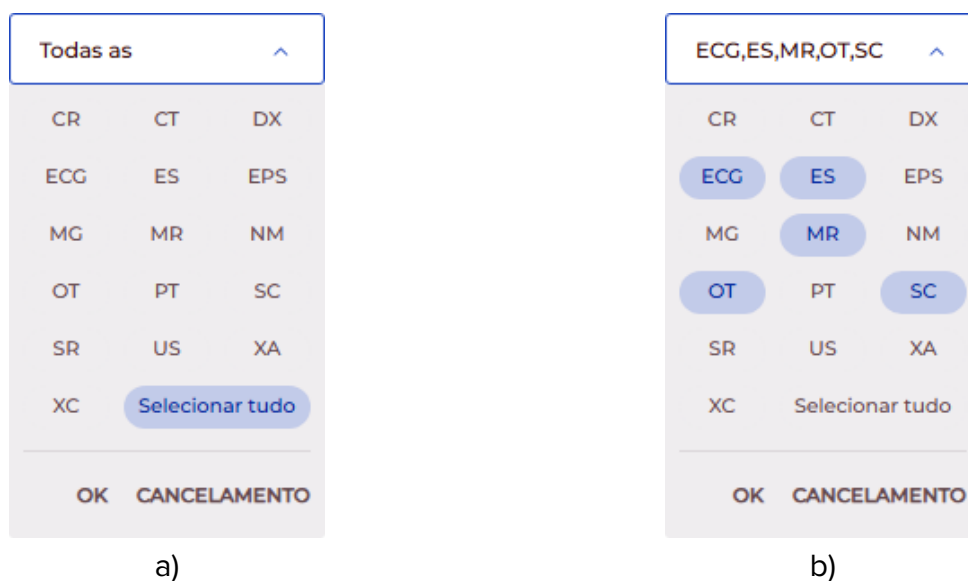 Todas as
CR CT DX
ECG ES EPS
MG MR NM
OT PT SC
SR US XA
XC Selecionar tudo
OK CANCELAMENTO
a)
ECG,ES,MR,OT,SC
CR CT DX
ECG ES EPS
MG MR NM
OT PT SC
SR US XA
XC Selecionar tudo
OK CANCELAMENTO
b)